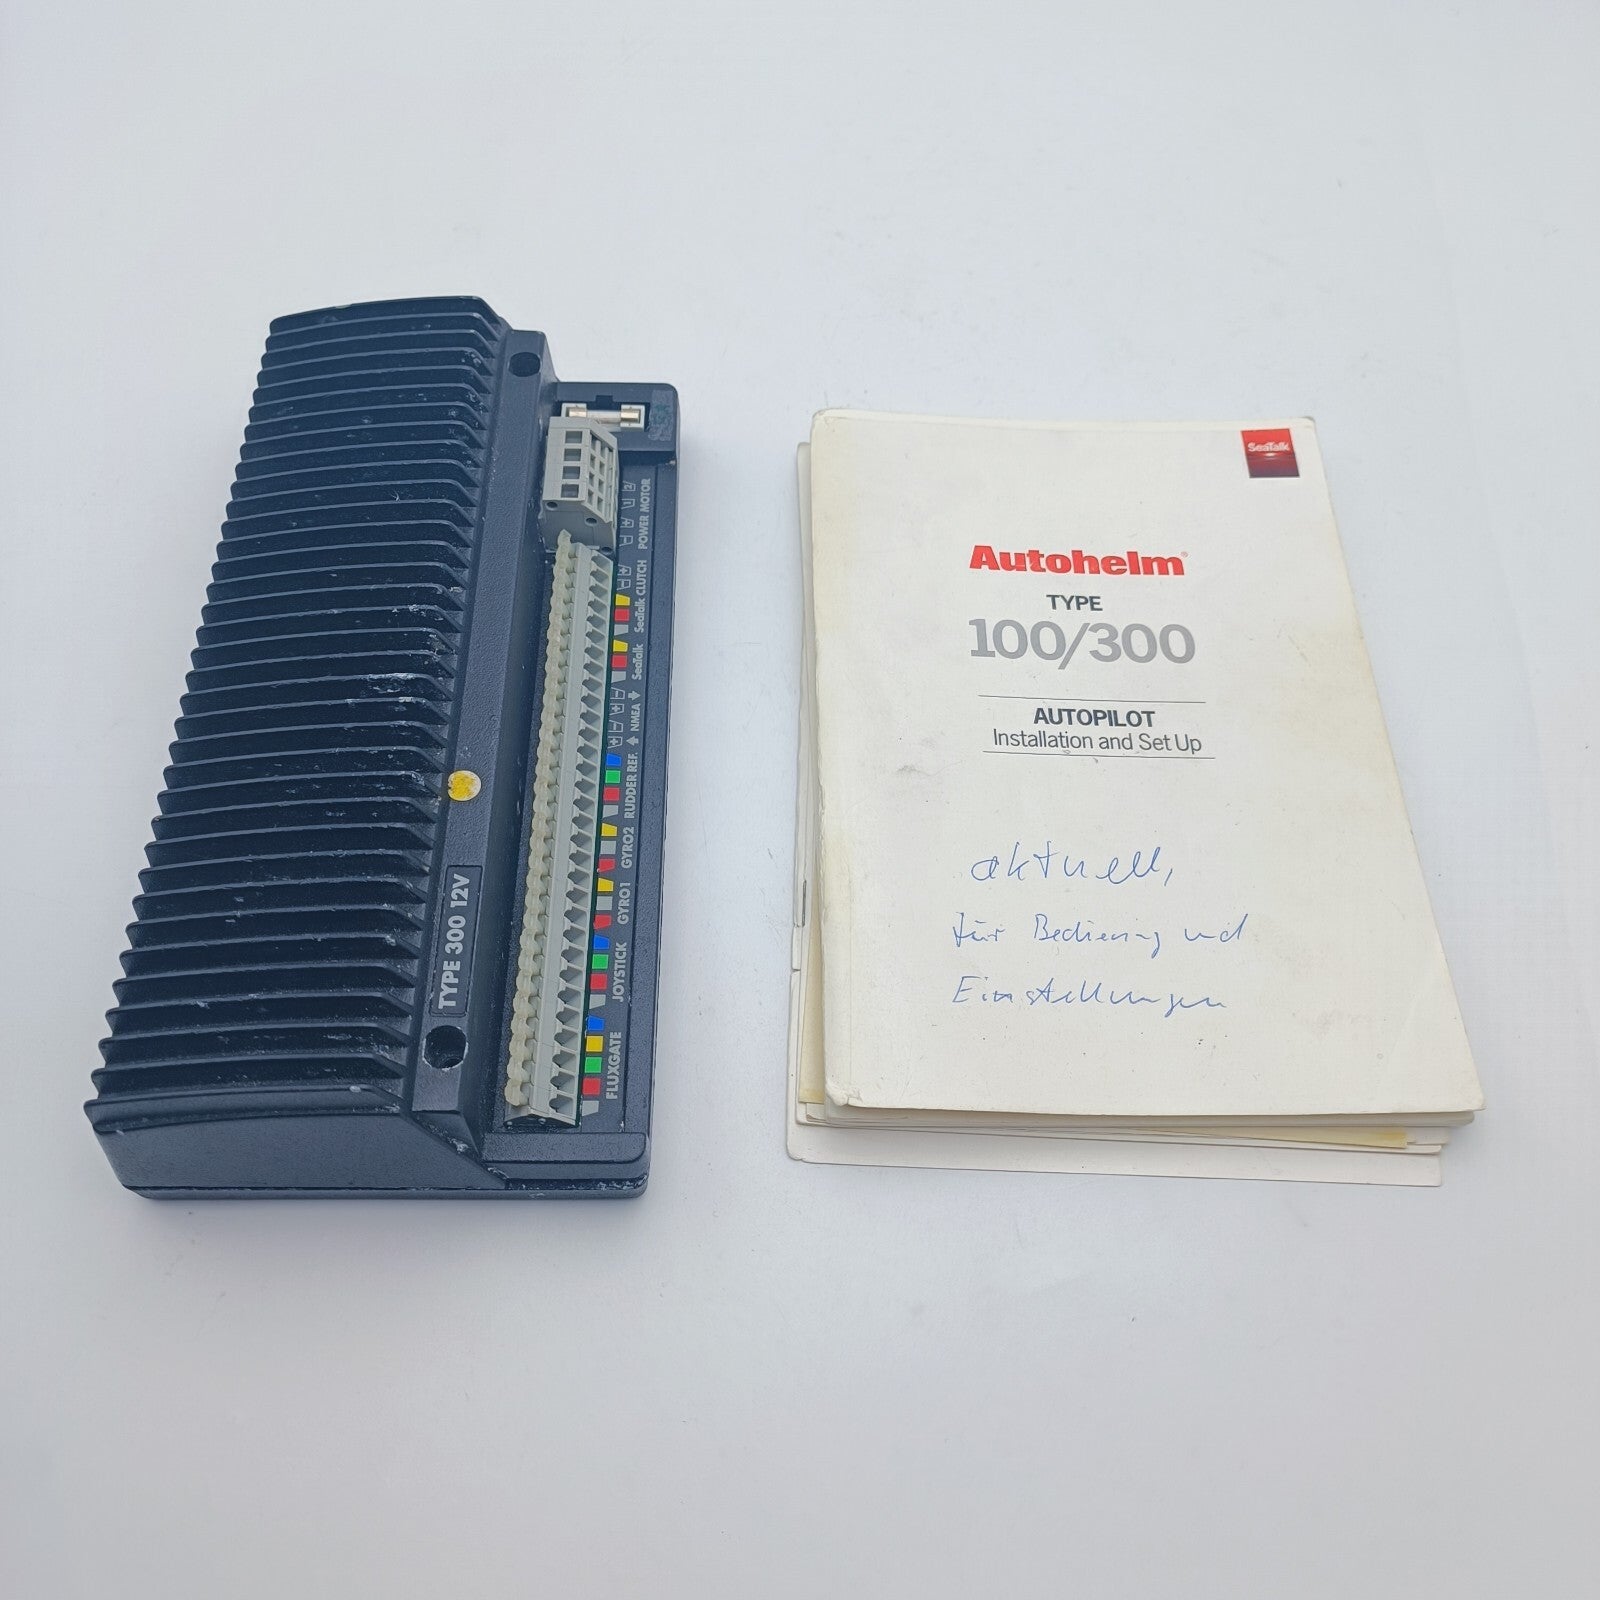 TYPE 300 12V
POWER MOTOR
CLUTCH
SeaTalk
SeaTalk
NMEA
RUDDER REF.
GYRO2
GYRO1
JOYSTICK
FLUXGATE
SeaTalk
Autohelm®
TYPE
100/300
AUTOPILOT
Installation and Set Up
aktuell,
für Bedienung und
Einstellungen